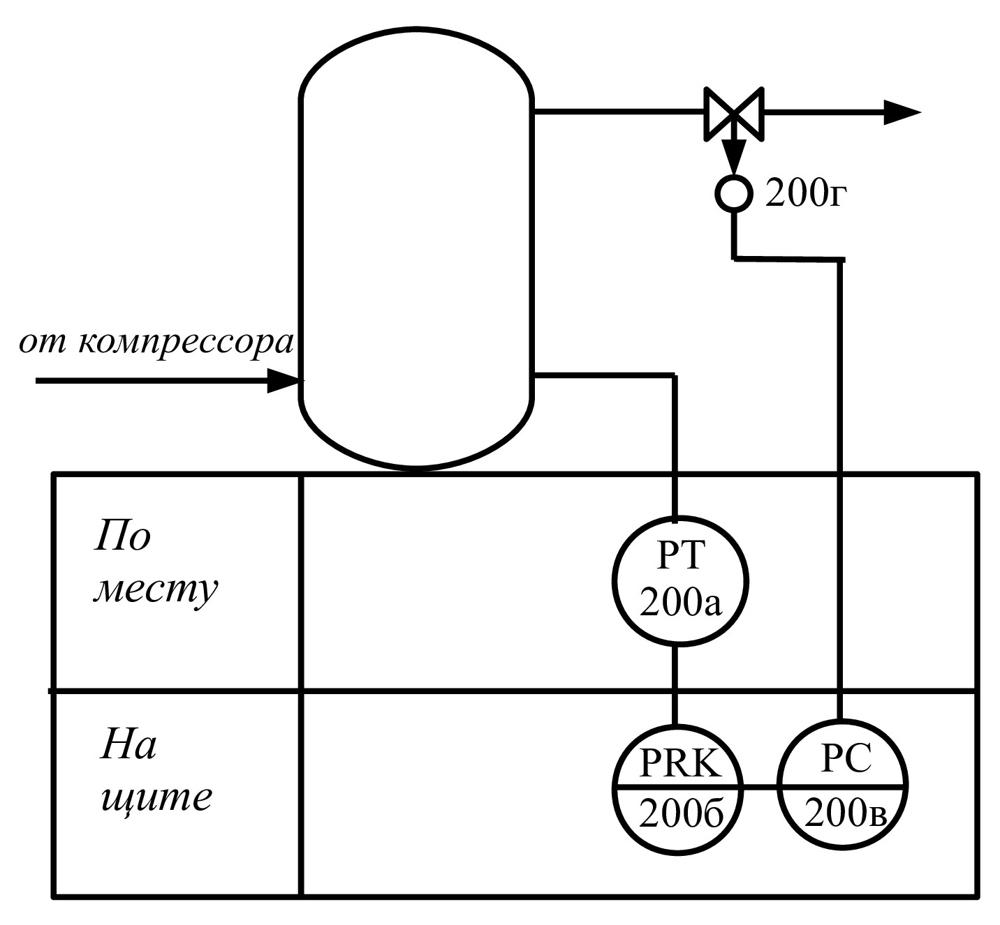 200г
от компрессора
По
месту
PT
200а
На
щите
PRK
200б
PC
200в